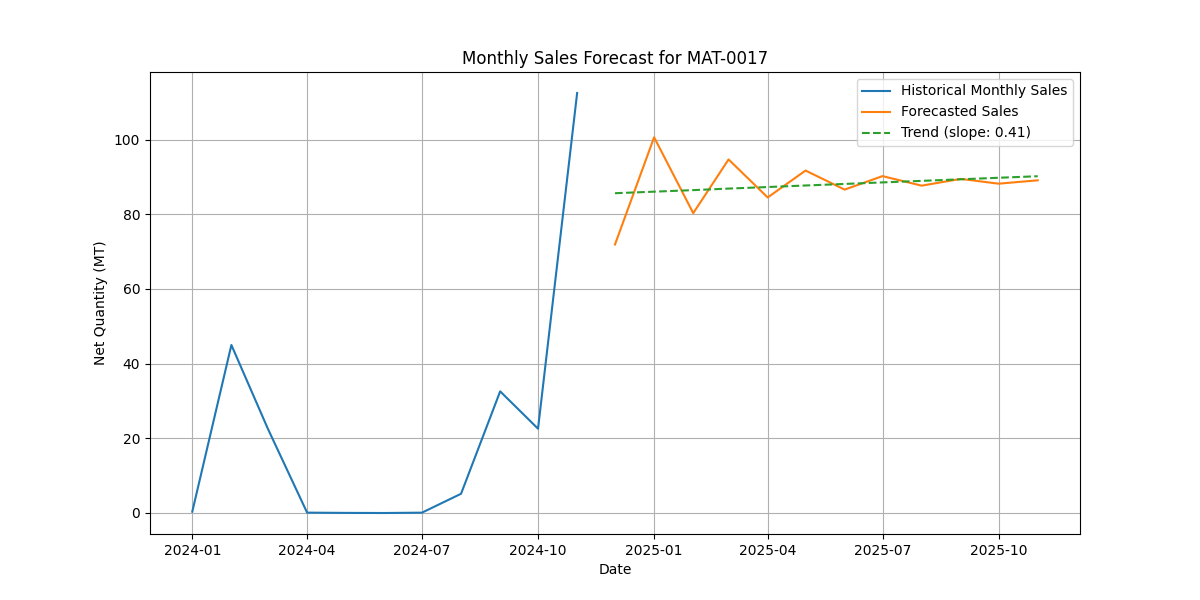 Monthly Sales Forecast for MAT-0017
Historical Monthly Sales
Forecasted Sales
Trend (slope: 0.41)
Net Quantity (MT)
100
80
60
40
20
0
2024-01 2024-04 2024-07 2024-10 2025-01 2025-04 2025-07 2025-10
Date